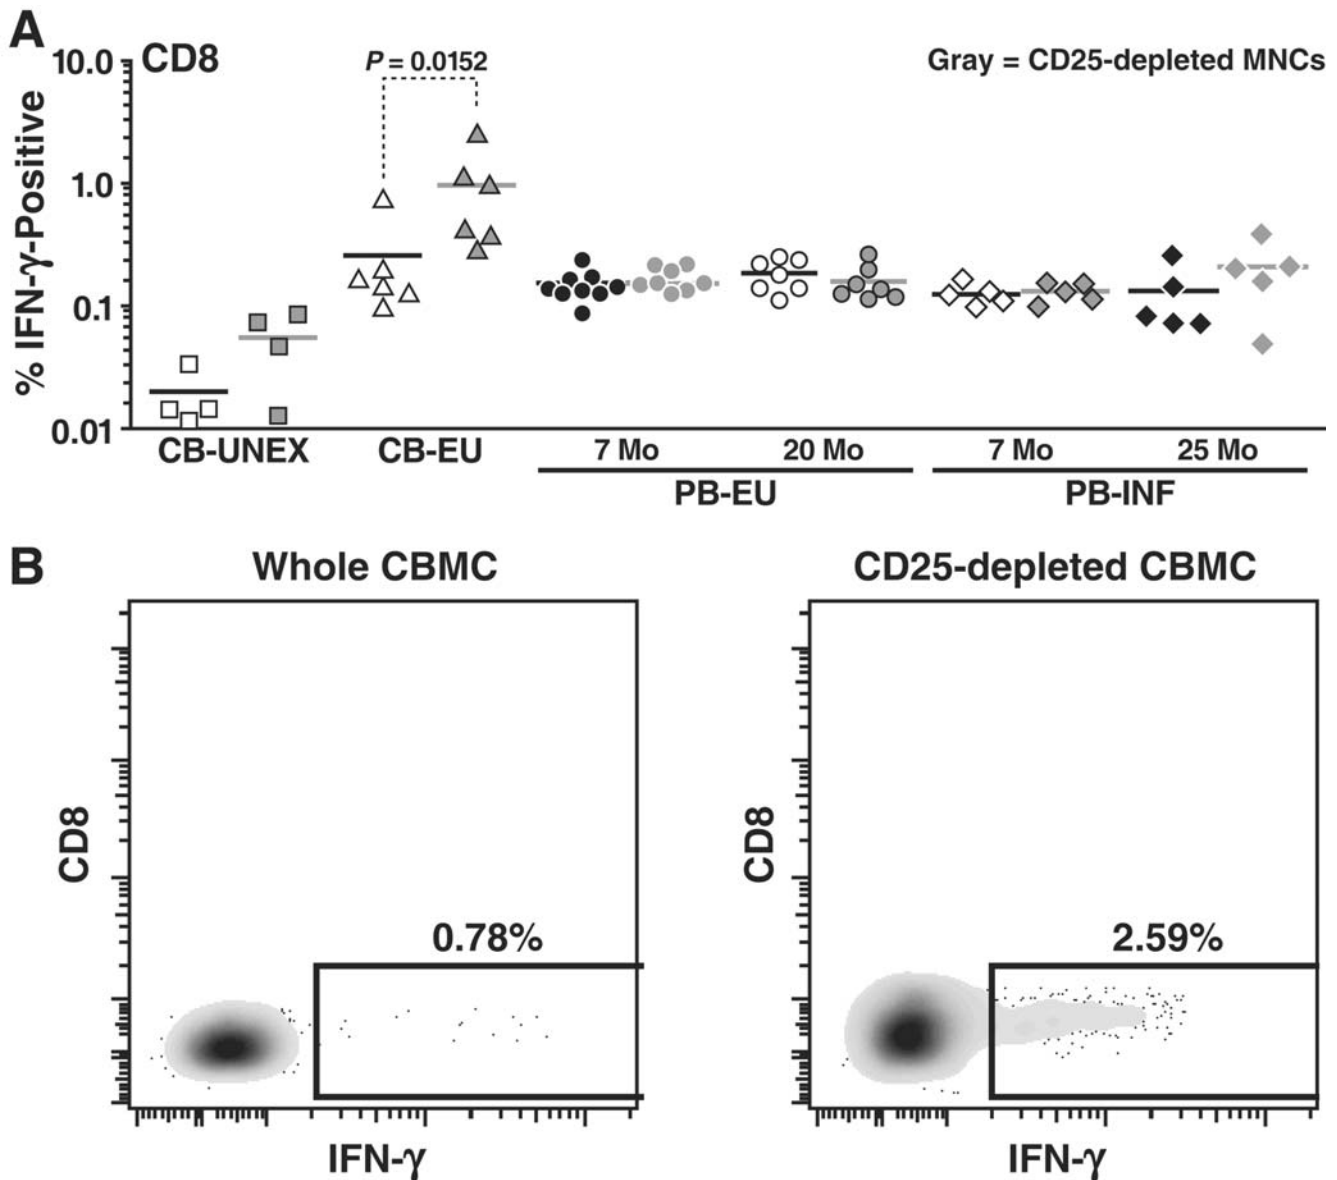 A
CD8
P = 0.0152
Gray = CD25-depleted MNCs
% IFN-γ-Positive
10.0
1.0
0.1
0.01
CB-UNEX
CB-EU
7 Mo
20 Mo
7 Mo
25 Mo
PB-EU
PB-INF
B
Whole CBMC
CD25-depleted CBMC
CD8
0.78%
IFN-γ
CD8
2.59%
IFN-γ